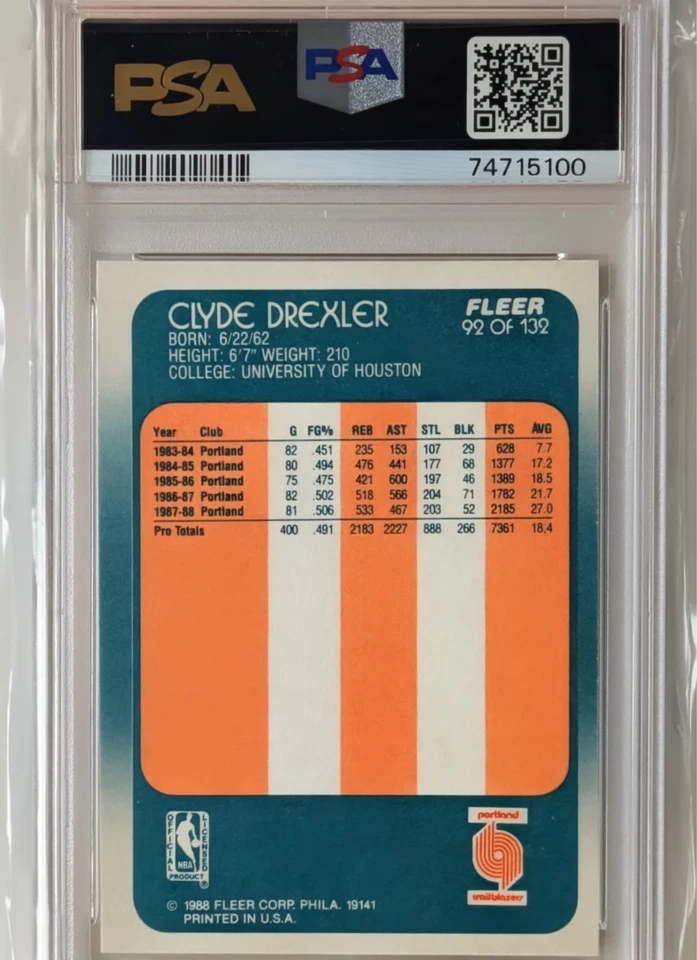 PSA PSA
74715100
CLYDE DREXLER FLEER
92 OF 132
BORN: 6/22/62
HEIGHT: 6'7" WEIGHT: 210
COLLEGE: UNIVERSITY OF HOUSTON
Year Club G FG% REB AST STL BLK PTS AVG
1983-84 Portland 82 .451 235 153 107 29 628 7.7
1984-85 Portland 80 .494 476 441 177 68 1377 17.2
1985-86 Portland 75 .475 421 600 197 46 1389 18.5
1986-87 Portland 82 .502 518 566 204 71 1782 21.7
1987-88 Portland 81 .506 533 467 203 52 2185 27.0
Pro Totals 400 .491 2183 2227 888 266 7361 18.4
OFFICIAL LICENSED
NBA
PRODUCT ®
portland
trailblazers
© 1988 FLEER CORP. PHILA. 19141
PRINTED IN U.S.A.